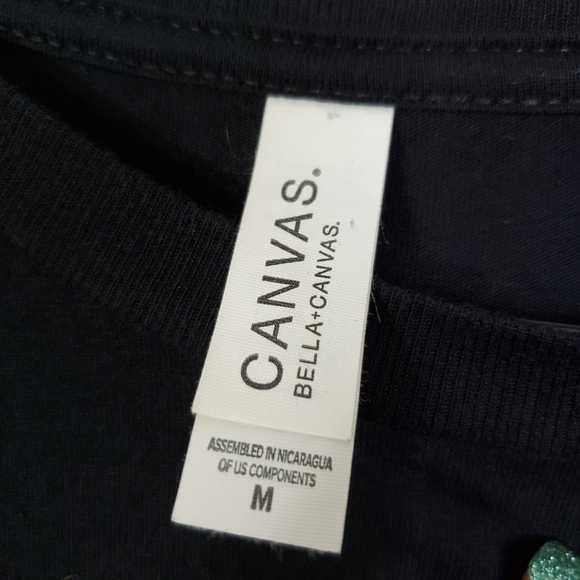 CANVAS.
BELLA+CANVAS.
ASSEMBLED IN NICARAGUA
OF US COMPONENTS
M